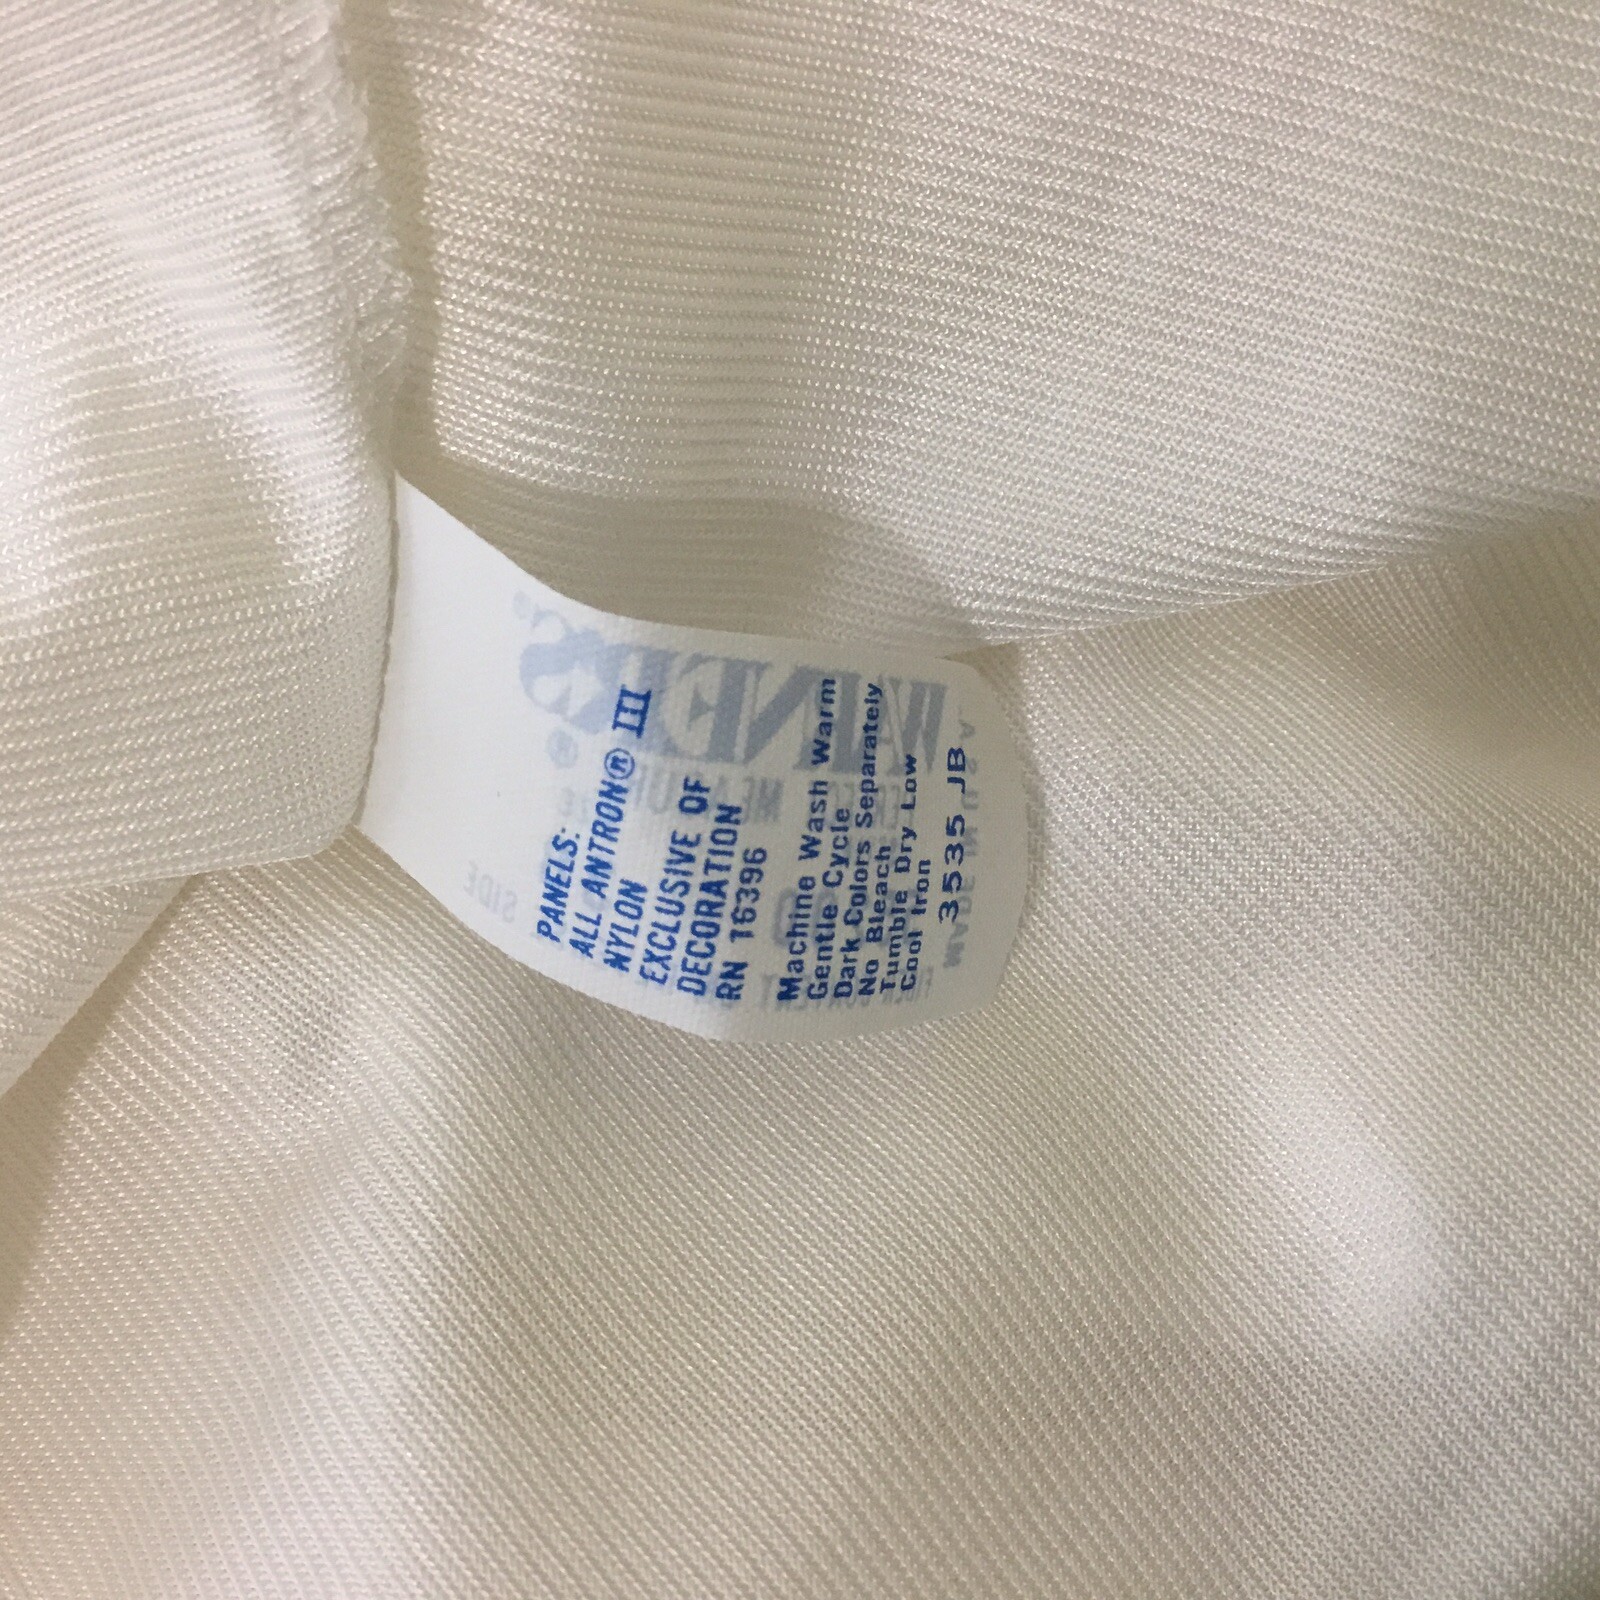 PANELS:
ALL ANTRON® III
NYLON
EXCLUSIVE OF
DECORATION
RN 16396
Machine Wash Warm
Gentle Cycle
Dark Colors Separately
No Bleach
Tumble Dry Low
Cool Iron
3535 JB